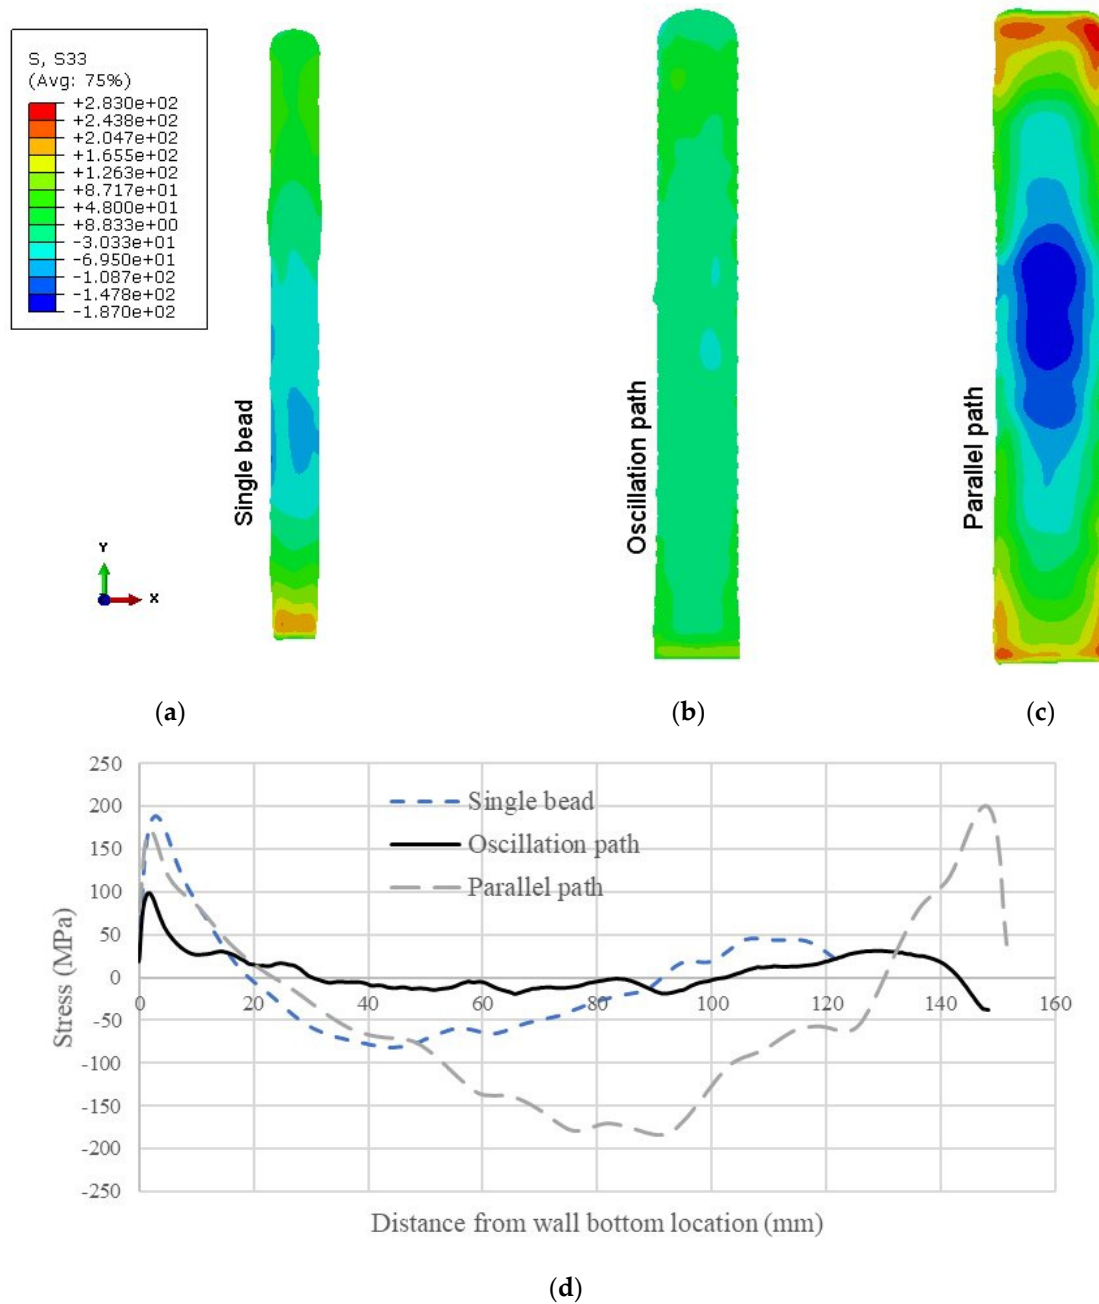 S, S33
(Avg: 75%)
+2.830e+02
+2.438e+02
+2.047e+02
+1.655e+02
+1.263e+02
+8.717e+01
+4.800e+01
+8.833e+00
-3.033e+01
-6.950e+01
-1.087e+02
-1.478e+02
-1.870e+02
Single bead
Oscillation path
Parallel path
Y
X
(a)
(b)
(c)
250
200
150
100
50
0
-50
-100
-150
-200
-250
Stress (MPa)
Single bead
Oscillation path
Parallel path
0 20 40 60 80 100 120 140 160
Distance from wall bottom location (mm)
(d)